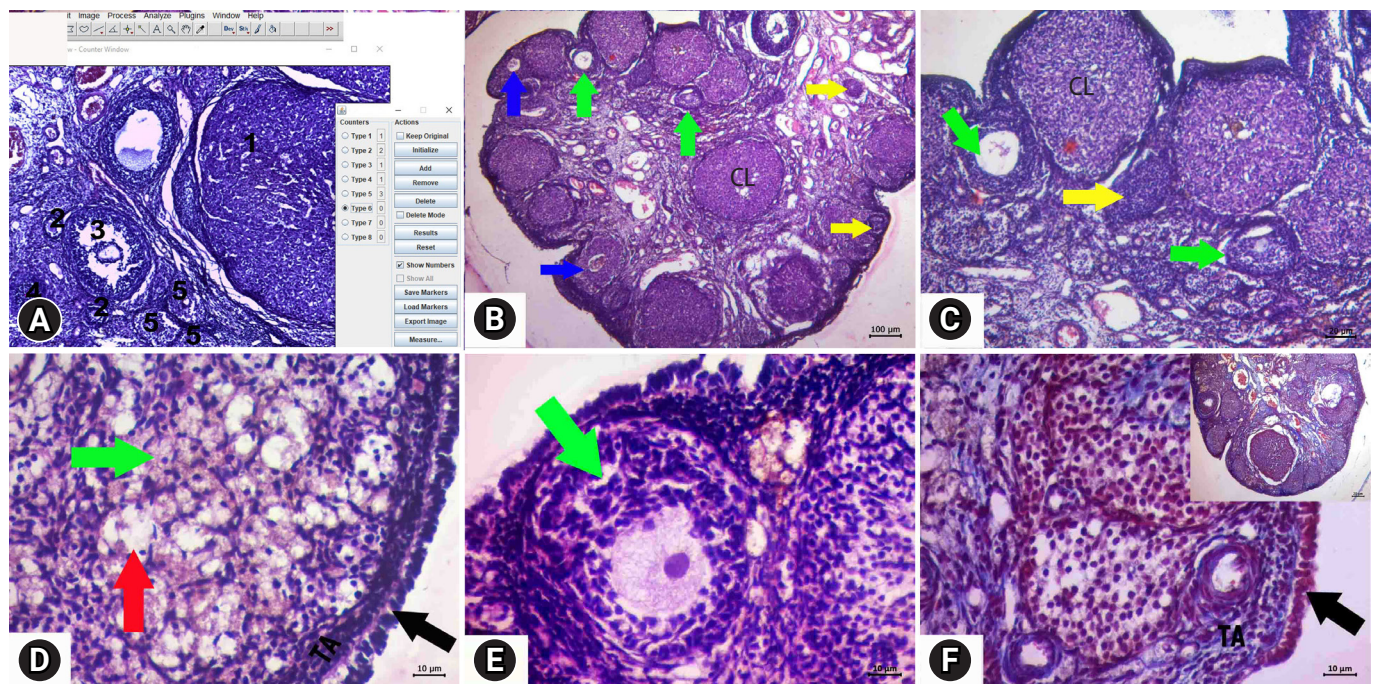 it Image Process Analyze Plugins Window Help
Dev Stk >>
w - Counter Window
Counters Actions
Type 1 1 Keep Original
Type 2 2 Initialize
Type 3 1 Add
Type 4 1 Remove
Type 5 3 Delete
Type 6 0 Delete Mode
Type 7 0 Results
Type 8 0 Reset
Show Numbers
Show All
Save Markers
Load Markers
Export Image
Measure...
1
2
3
4
2
5
5
5
A
CL
B
100 µm
CL
C
20 µm
TA
D
10 µm
E
10 µm
TA
F
10 µm